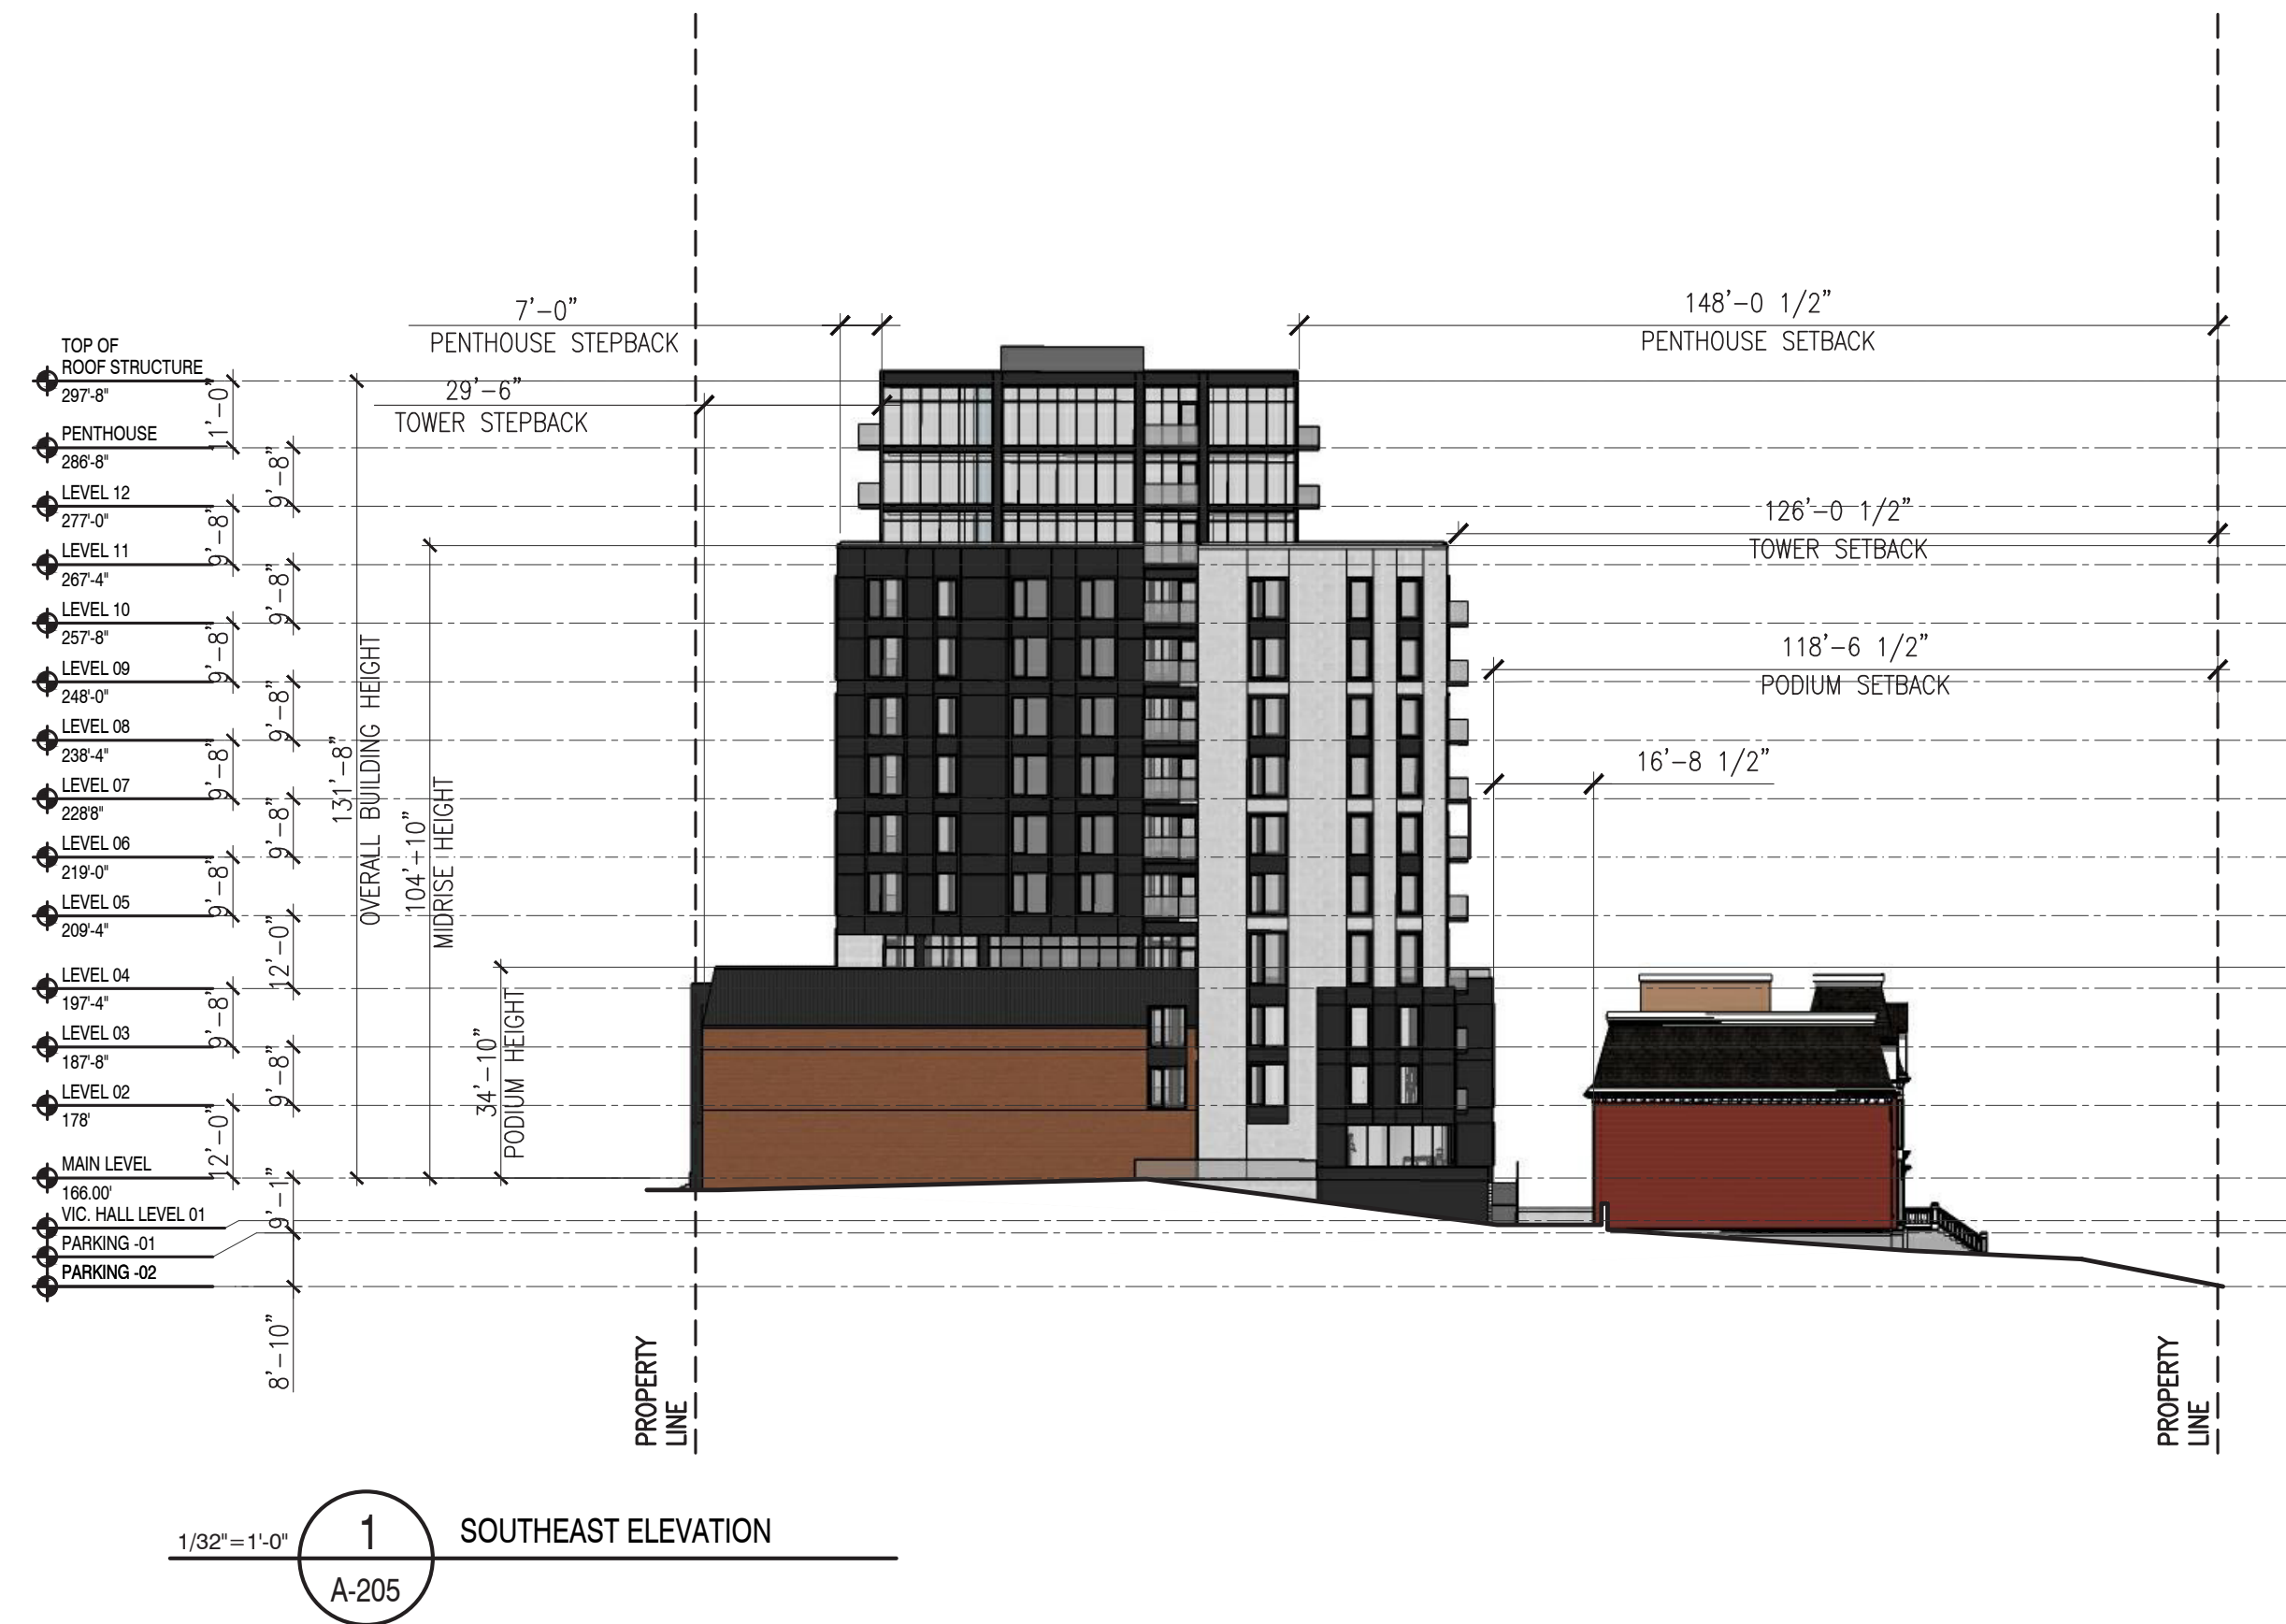 7'-0"
PENTHOUSE STEPBACK
148'-0 1/2"
PENTHOUSE SETBACK
29'-6"
TOWER STEPBACK
126'-0 1/2"
TOWER SETBACK
118'-6 1/2"
PODIUM SETBACK
16'-8 1/2"
TOP OF
ROOF STRUCTURE
297'-8"
11'-0"
PENTHOUSE
286'-8"
9'-8"
LEVEL 12
277'-0"
9'-8"
LEVEL 11
267'-4"
9'-8"
LEVEL 10
257'-8"
9'-8"
LEVEL 09
248'-0"
9'-8"
LEVEL 08
238'-4"
9'-8"
LEVEL 07
228'8"
9'-8"
LEVEL 06
219'-0"
9'-8"
LEVEL 05
209'-4"
12'-0"
LEVEL 04
197'-4"
9'-8"
LEVEL 03
187'-8"
9'-8"
LEVEL 02
178'
12'-0"
MAIN LEVEL
166.00'
9'-1"
VIC. HALL LEVEL 01
PARKING -01
PARKING -02
8'-10"
131'-8"
OVERALL BUILDING HEIGHT
104'-10"
MIDRISE HEIGHT
34'-10"
PODIUM HEIGHT
PROPERTY
LINE
PROPERTY
LINE
1/32"=1'-0"
1
A-205
SOUTHEAST ELEVATION